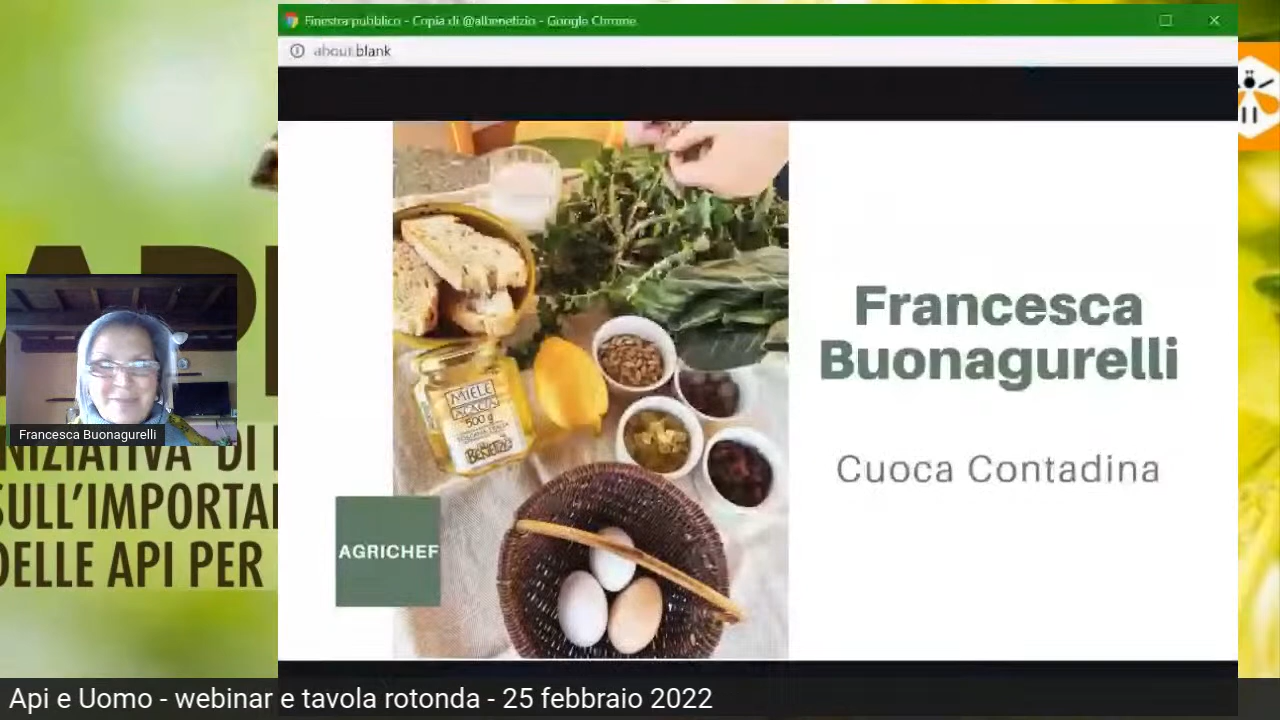 Finestra pubblico - Copia di @albenefizio - Google Chrome
about:blank
Francesca
Buonagurelli
Cuoca Contadina
MIELE
ACACIA
500 g
AGRICHEF
Francesca Buonagurelli
NIZIATIVA DI
SULL'IMPORTA
DELLE API PER
Api e Uomo - webinar e tavola rotonda - 25 febbraio 2022